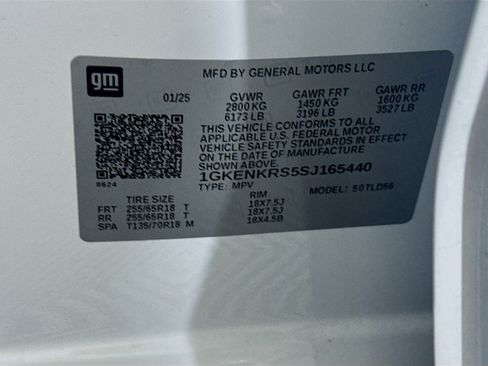 gm
MFD BY GENERAL MOTORS LLC
01/25 GVWR GAWR FRT GAWR RR
2800 KG 1450 KG 1600 KG
6173 LB 3196 LB 3527 LB
THIS VEHICLE CONFORMS TO ALL
APPLICABLE U.S. FEDERAL MOTOR
VEHICLE SAFETY STANDARDS IN EFFECT
ON THE DATE OF MANUFACTURE
SHOWN ABOVE.
1GKENKRS5SJ165440
TYPE: MPV MODEL: 50TLD56
8624
TIRE SIZE RIM
FRT 255/65R18 T 18X7.5J
RR 255/65R18 T 18X7.5J
SPA T135/70R18 M 18X4.5B